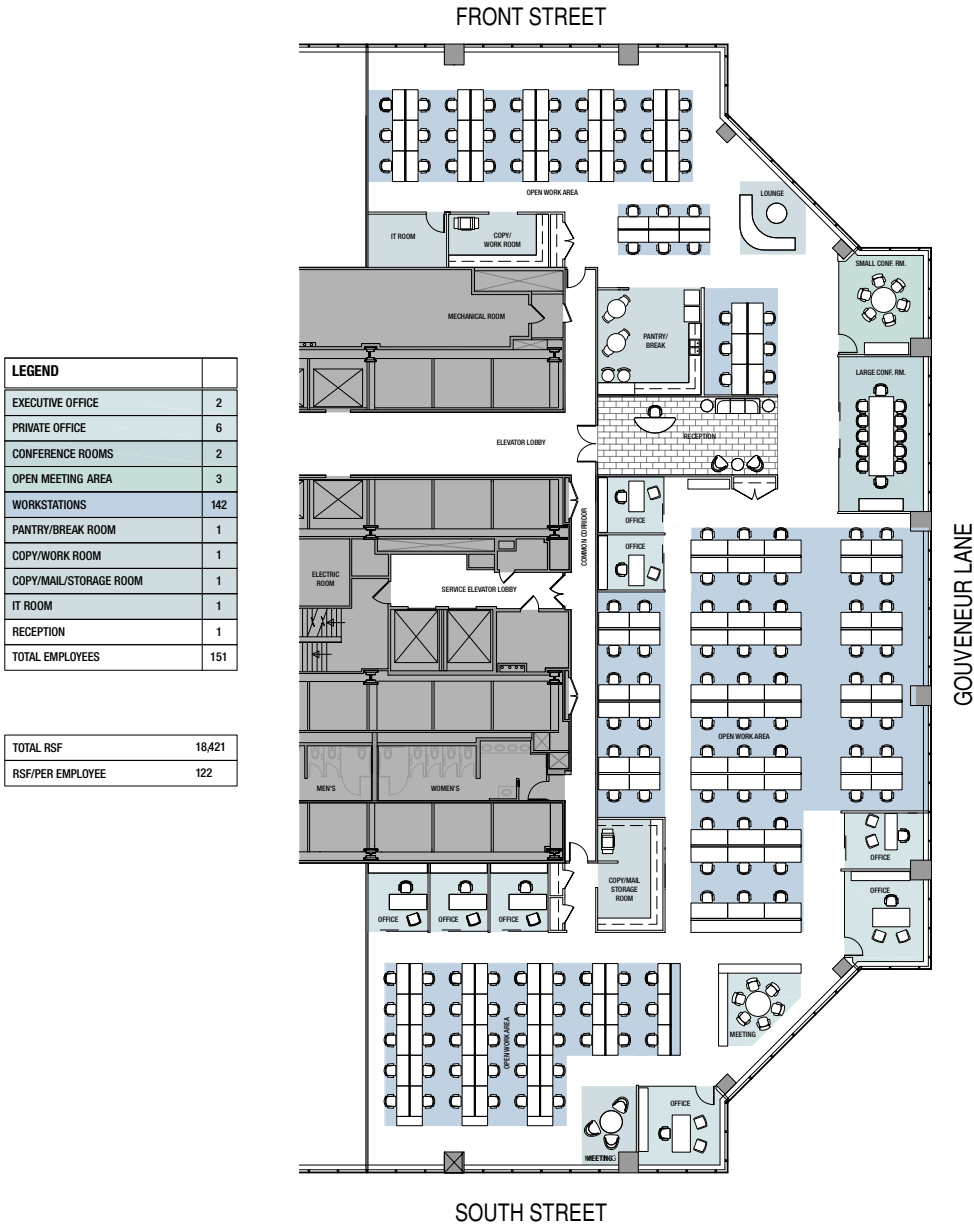 FRONT STREET
OPEN WORK AREA
LOUNGE
IT ROOM
COPY/
WORK ROOM
SMALL CONF. RM.
MECHANICAL ROOM
PANTRY/
BREAK
LARGE CONF. RM.
LEGEND
EXECUTIVE OFFICE 2
PRIVATE OFFICE 6
CONFERENCE ROOMS 2
OPEN MEETING AREA 3
WORKSTATIONS 142
PANTRY/BREAK ROOM 1
COPY/WORK ROOM 1
COPY/MAIL/STORAGE ROOM 1
IT ROOM 1
RECEPTION 1
TOTAL EMPLOYEES 151
TOTAL RSF 18,421
RSF/PER EMPLOYEE 122
ELEVATOR LOBBY
RECEPTION
OFFICE
COMMON CORRIDOR
OFFICE
ELECTRIC
ROOM
SERVICE ELEVATOR LOBBY
GOUVENEUR LANE
OPEN WORK AREA
MEN'S
WOMEN'S
OFFICE
COPY/MAIL
STORAGE
ROOM
OFFICE
OFFICE
OFFICE
OFFICE
OPEN WORK AREA
MEETING
OFFICE
MEETING
SOUTH STREET